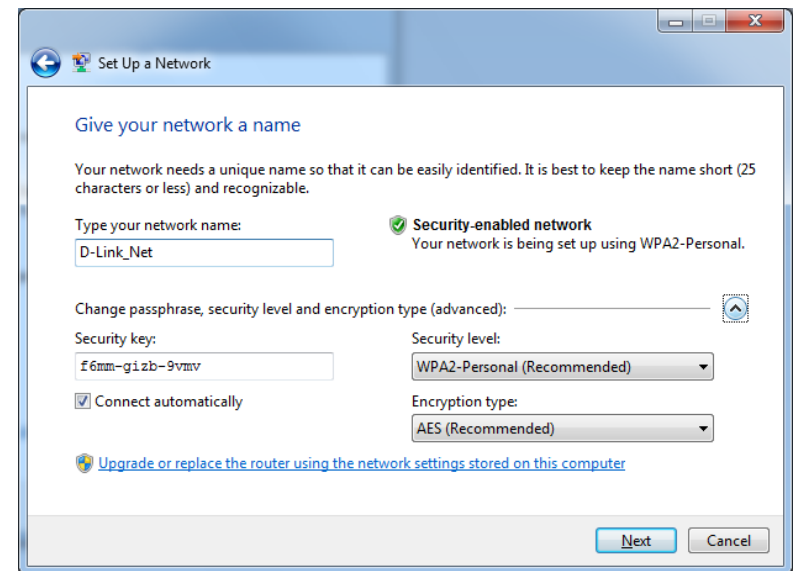 Set Up a Network
Give your network a name
Your network needs a unique name so that it can be easily identified. It is best to keep the name short (25
characters or less) and recognizable.
Type your network name:
D-Link_Net
Security-enabled network
Your network is being set up using WPA2-Personal.
Change passphrase, security level and encryption type (advanced):
Security key:
f6mm-gizb-9vmv
Security level:
WPA2-Personal (Recommended)
Connect automatically
Encryption type:
AES (Recommended)
Upgrade or replace the router using the network settings stored on this computer
Next
Cancel